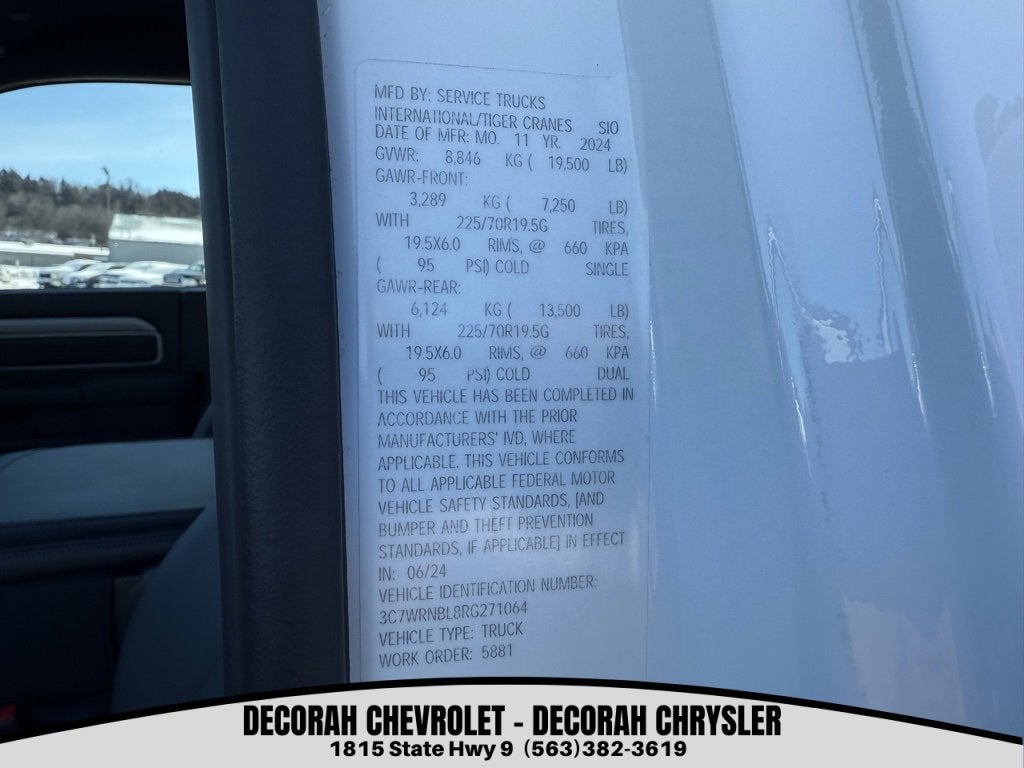 MFD BY: SERVICE TRUCKS
INTERNATIONAL/TIGER CRANES SIO
DATE OF MFR: MO. 11 YR. 2024
GVWR: 8,846 KG ( 19,500 LB)
GAWR-FRONT:
3,289 KG ( 7,250 LB)
WITH 225/70R19.5G TIRES,
19.5X6.0 RIMS, @ 660 KPA
( 95 PSI) COLD SINGLE
GAWR-REAR:
6,124 KG ( 13,500 LB)
WITH 225/70R19.5G TIRES,
19.5X6.0 RIMS, @ 660 KPA
( 95 PSI) COLD DUAL
THIS VEHICLE HAS BEEN COMPLETED IN
ACCORDANCE WITH THE PRIOR
MANUFACTURERS' IVD, WHERE
APPLICABLE. THIS VEHICLE CONFORMS
TO ALL APPLICABLE FEDERAL MOTOR
VEHICLE SAFETY STANDARDS, [AND
BUMPER AND THEFT PREVENTION
STANDARDS, IF APPLICABLE] IN EFFECT
IN: 06/24
VEHICLE IDENTIFICATION NUMBER:
3C7WRNBL8RG271064
VEHICLE TYPE: TRUCK
WORK ORDER: 5881
DECORAH CHEVROLET - DECORAH CHRYSLER
1815 State Hwy 9 (563)382-3619